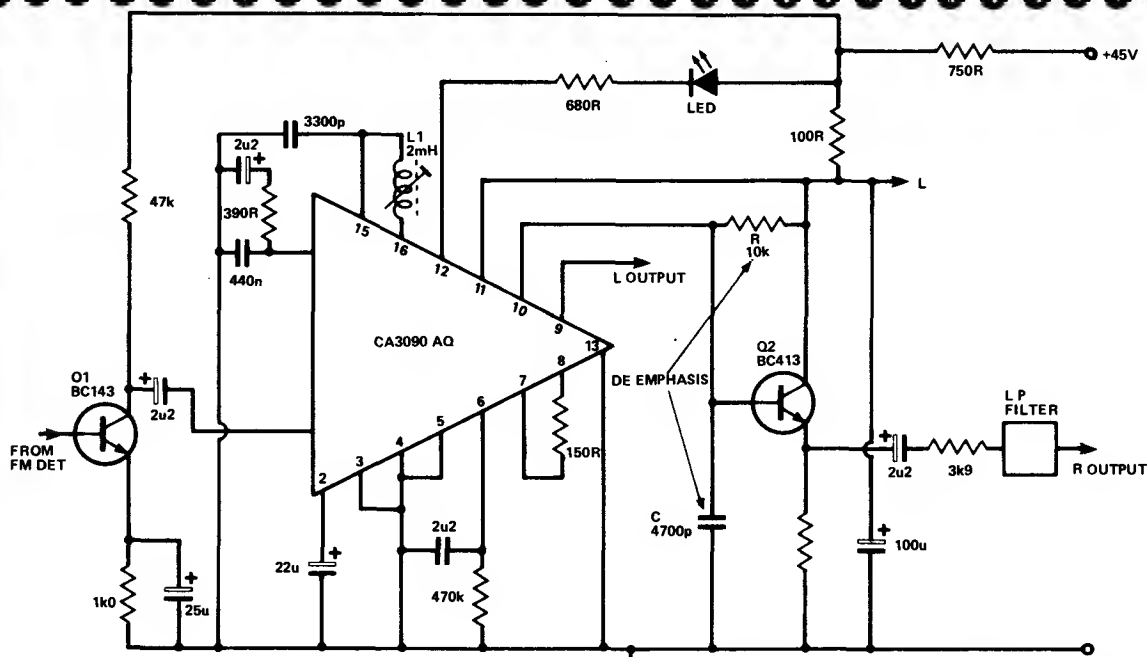 +45V
750R
680R
LED
100R
3300p
L1
2mH
2u2 +
47k
390R
440n
L
15
16
12
11
10
9
R
10k
L OUTPUT
CA3090 AQ
13
8
7
6
5
4
3
2
DE EMPHASIS
Q2
BC413
L P
FILTER
Q1
BC143
+
2u2
FROM
FM DET
150R
+
2u2
3k9
R OUTPUT
C
4700p
2u2
22u
+
470k
100u
+
1k0
+
25u